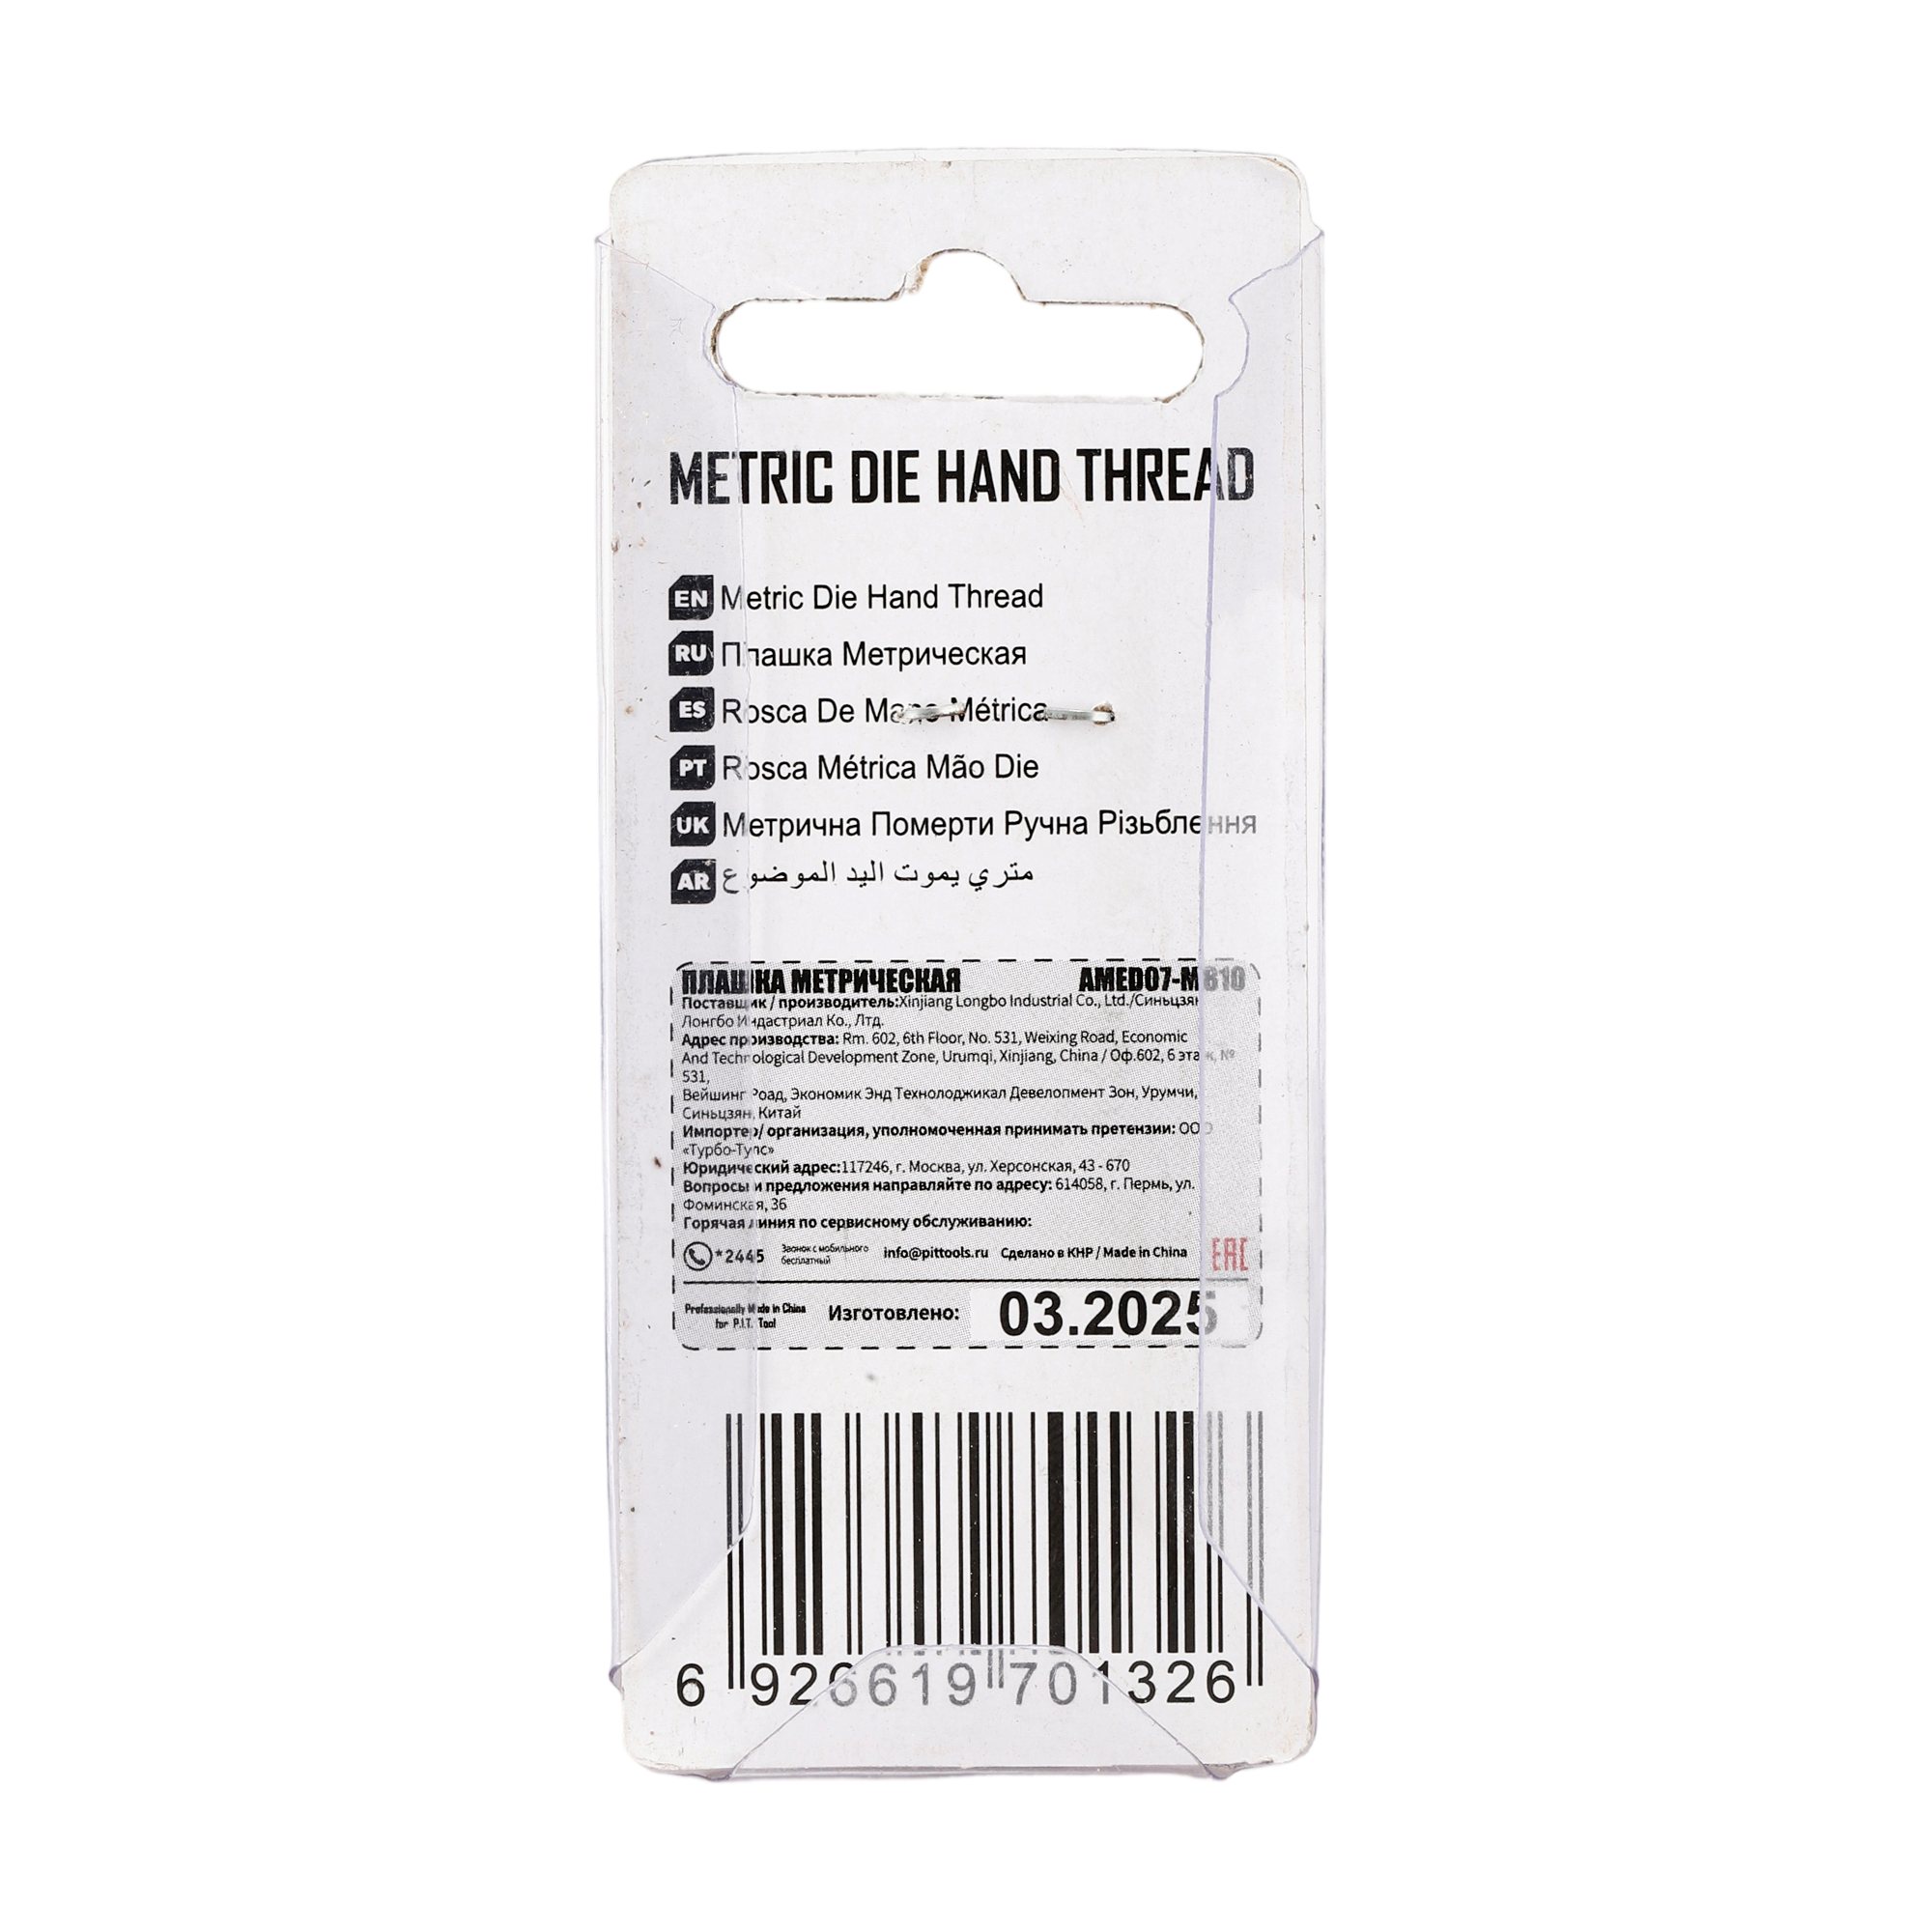 METRIC DIE HAND THREAD
EN Metric Die Hand Thread
RU Плашка Метрическая
ES Rosca De Mano Métrica
PT Rosca Métrica Mão Die
UK Метрична Померти Ручна Різьблення
AR متري يموت اليد الموضوع
ПЛАШКА МЕТРИЧЕСКАЯ AMED07-M810
Поставщик / производитель:Xinjiang Longbo Industrial Co., Ltd./Синьцзян
Лонгбо Индастриал Ко., Лтд.
Адрес производства: Rm. 602, 6th Floor, No. 531, Weixing Road, Economic
And Technological Development Zone, Urumqi, Xinjiang, China / Оф.602, 6 этаж, №
531,
Вейшинг Роад, Экономик Энд Технолоджикал Девелопмент Зон, Урумчи,
Синьцзян, Китай
Импортер/ организация, уполномоченная принимать претензии: ООО
«Турбо-Тулс»
Юридический адрес:117246, г. Москва, ул. Херсонская, 43 - 670
Вопросы и предложения направляйте по адресу: 614058, г. Пермь, ул.
Фоминская, 36
Горячая линия по сервисному обслуживанию:
*2445 Звонок с мобильного бесплатный info@pittools.ru Сделано в КНР / Made in China EAC
Professionally Made in China
for P.I.T. Tool
Изготовлено: 03.2025
6 926619 701326